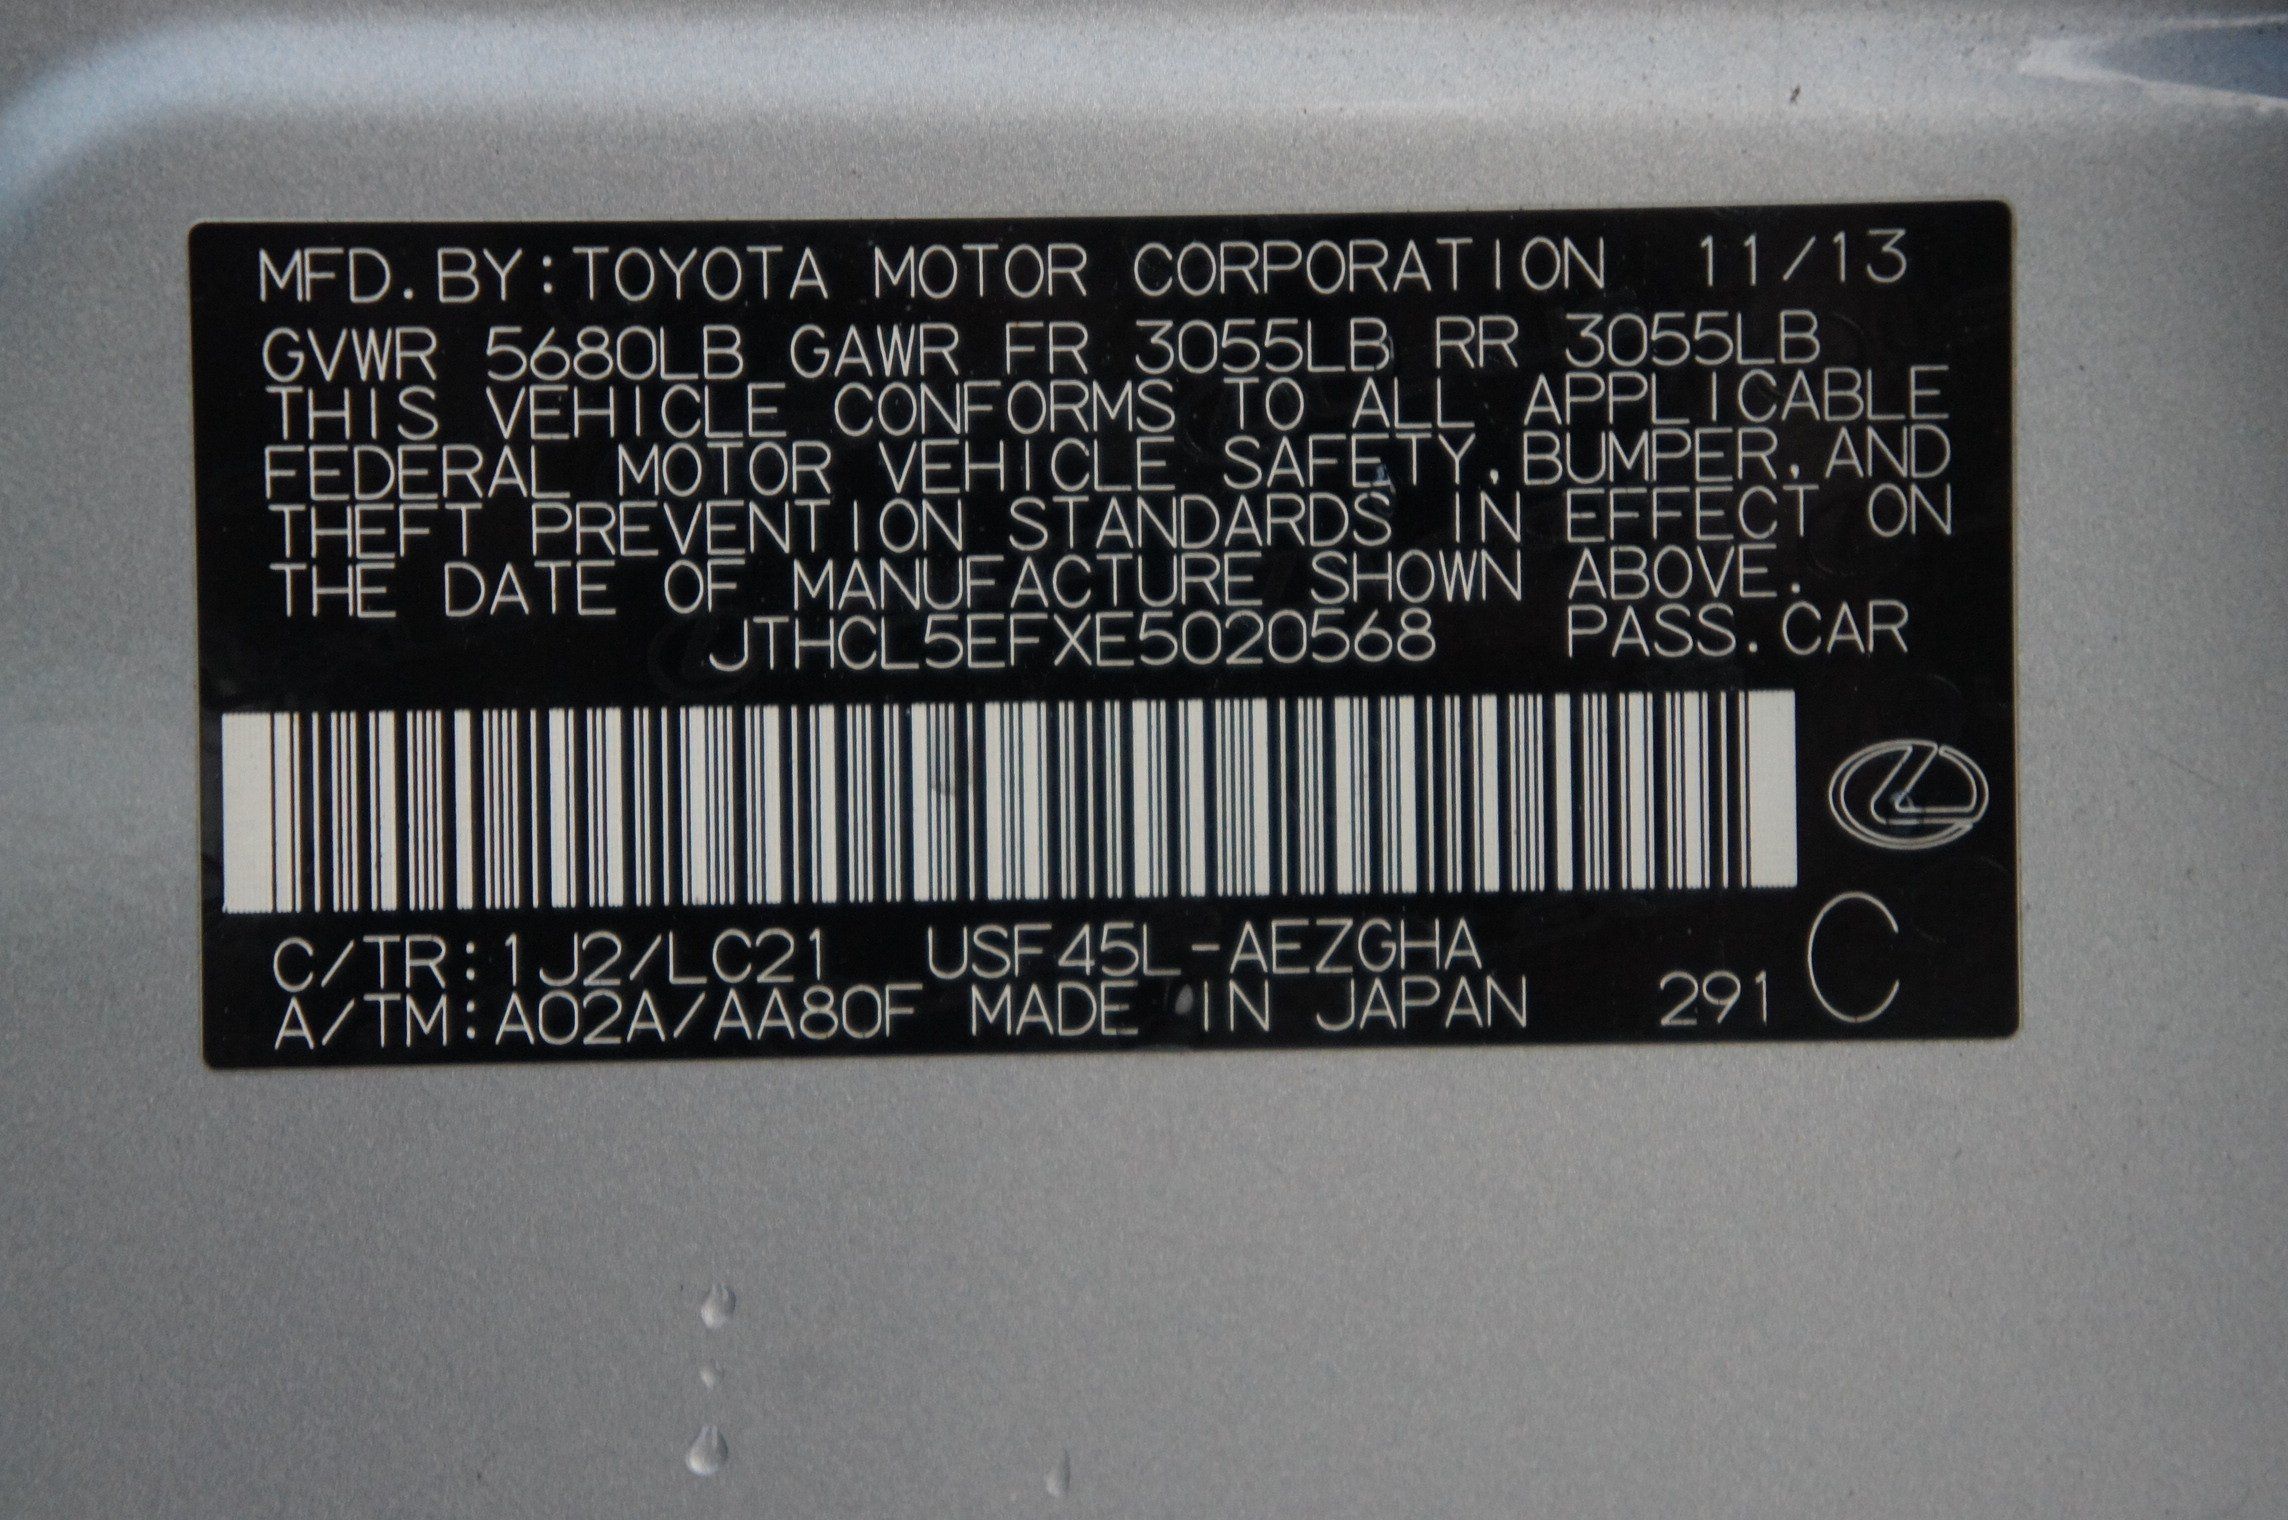 MFD. BY: TOYOTA MOTOR CORPORATION 11/13
GVWR 5680LB GAWR FR 3055LB RR 3055LB
THIS VEHICLE CONFORMS TO ALL APPLICABLE
FEDERAL MOTOR VEHICLE SAFETY, BUMPER, AND
THEFT PREVENTION STANDARDS IN EFFECT ON
THE DATE OF MANUFACTURE SHOWN ABOVE.
JTHCL5EFXE5020568 PASS. CAR
C/TR: 1J2/LC21 USF45L-AEZGHA
A/TM: A02A/AA80F MADE IN JAPAN 291 C